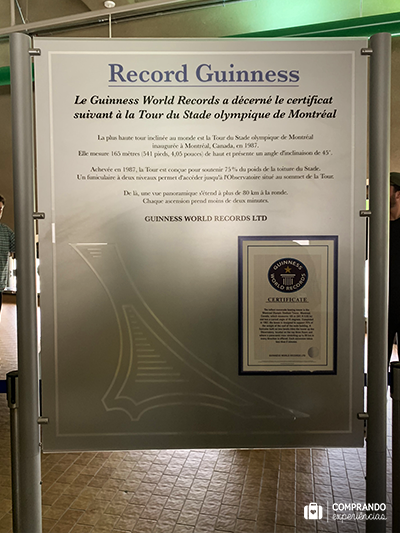 Record Guinness
Le Guinness World Records a décerné le certificat
suivant à la Tour du Stade olympique de Montréal
La plus haute tour inclinée au monde est la Tour du Stade olympique de Montréal
inaugurée à Montréal, Canada, en 1987.
Elle mesure 165 mètres (541 pieds, 4,05 pouces) de haut et présente un angle d'inclinaison de 45°.
Achevée en 1987, la Tour est conçue pour soutenir 75 % du poids de la toiture du Stade.
Un funiculaire à deux niveaux permet d'accéder jusqu'à l'Observatoire situé au sommet de la Tour.
De là, une vue panoramique s'étend à plus de 80 km à la ronde.
Chaque ascension prend moins de deux minutes.
GUINNESS WORLD RECORDS LTD
GUINNESS
WORLD RECORDS
CERTIFICATE
GUINNESS WORLD RECORDS LTD
COMPRANDO
experiências